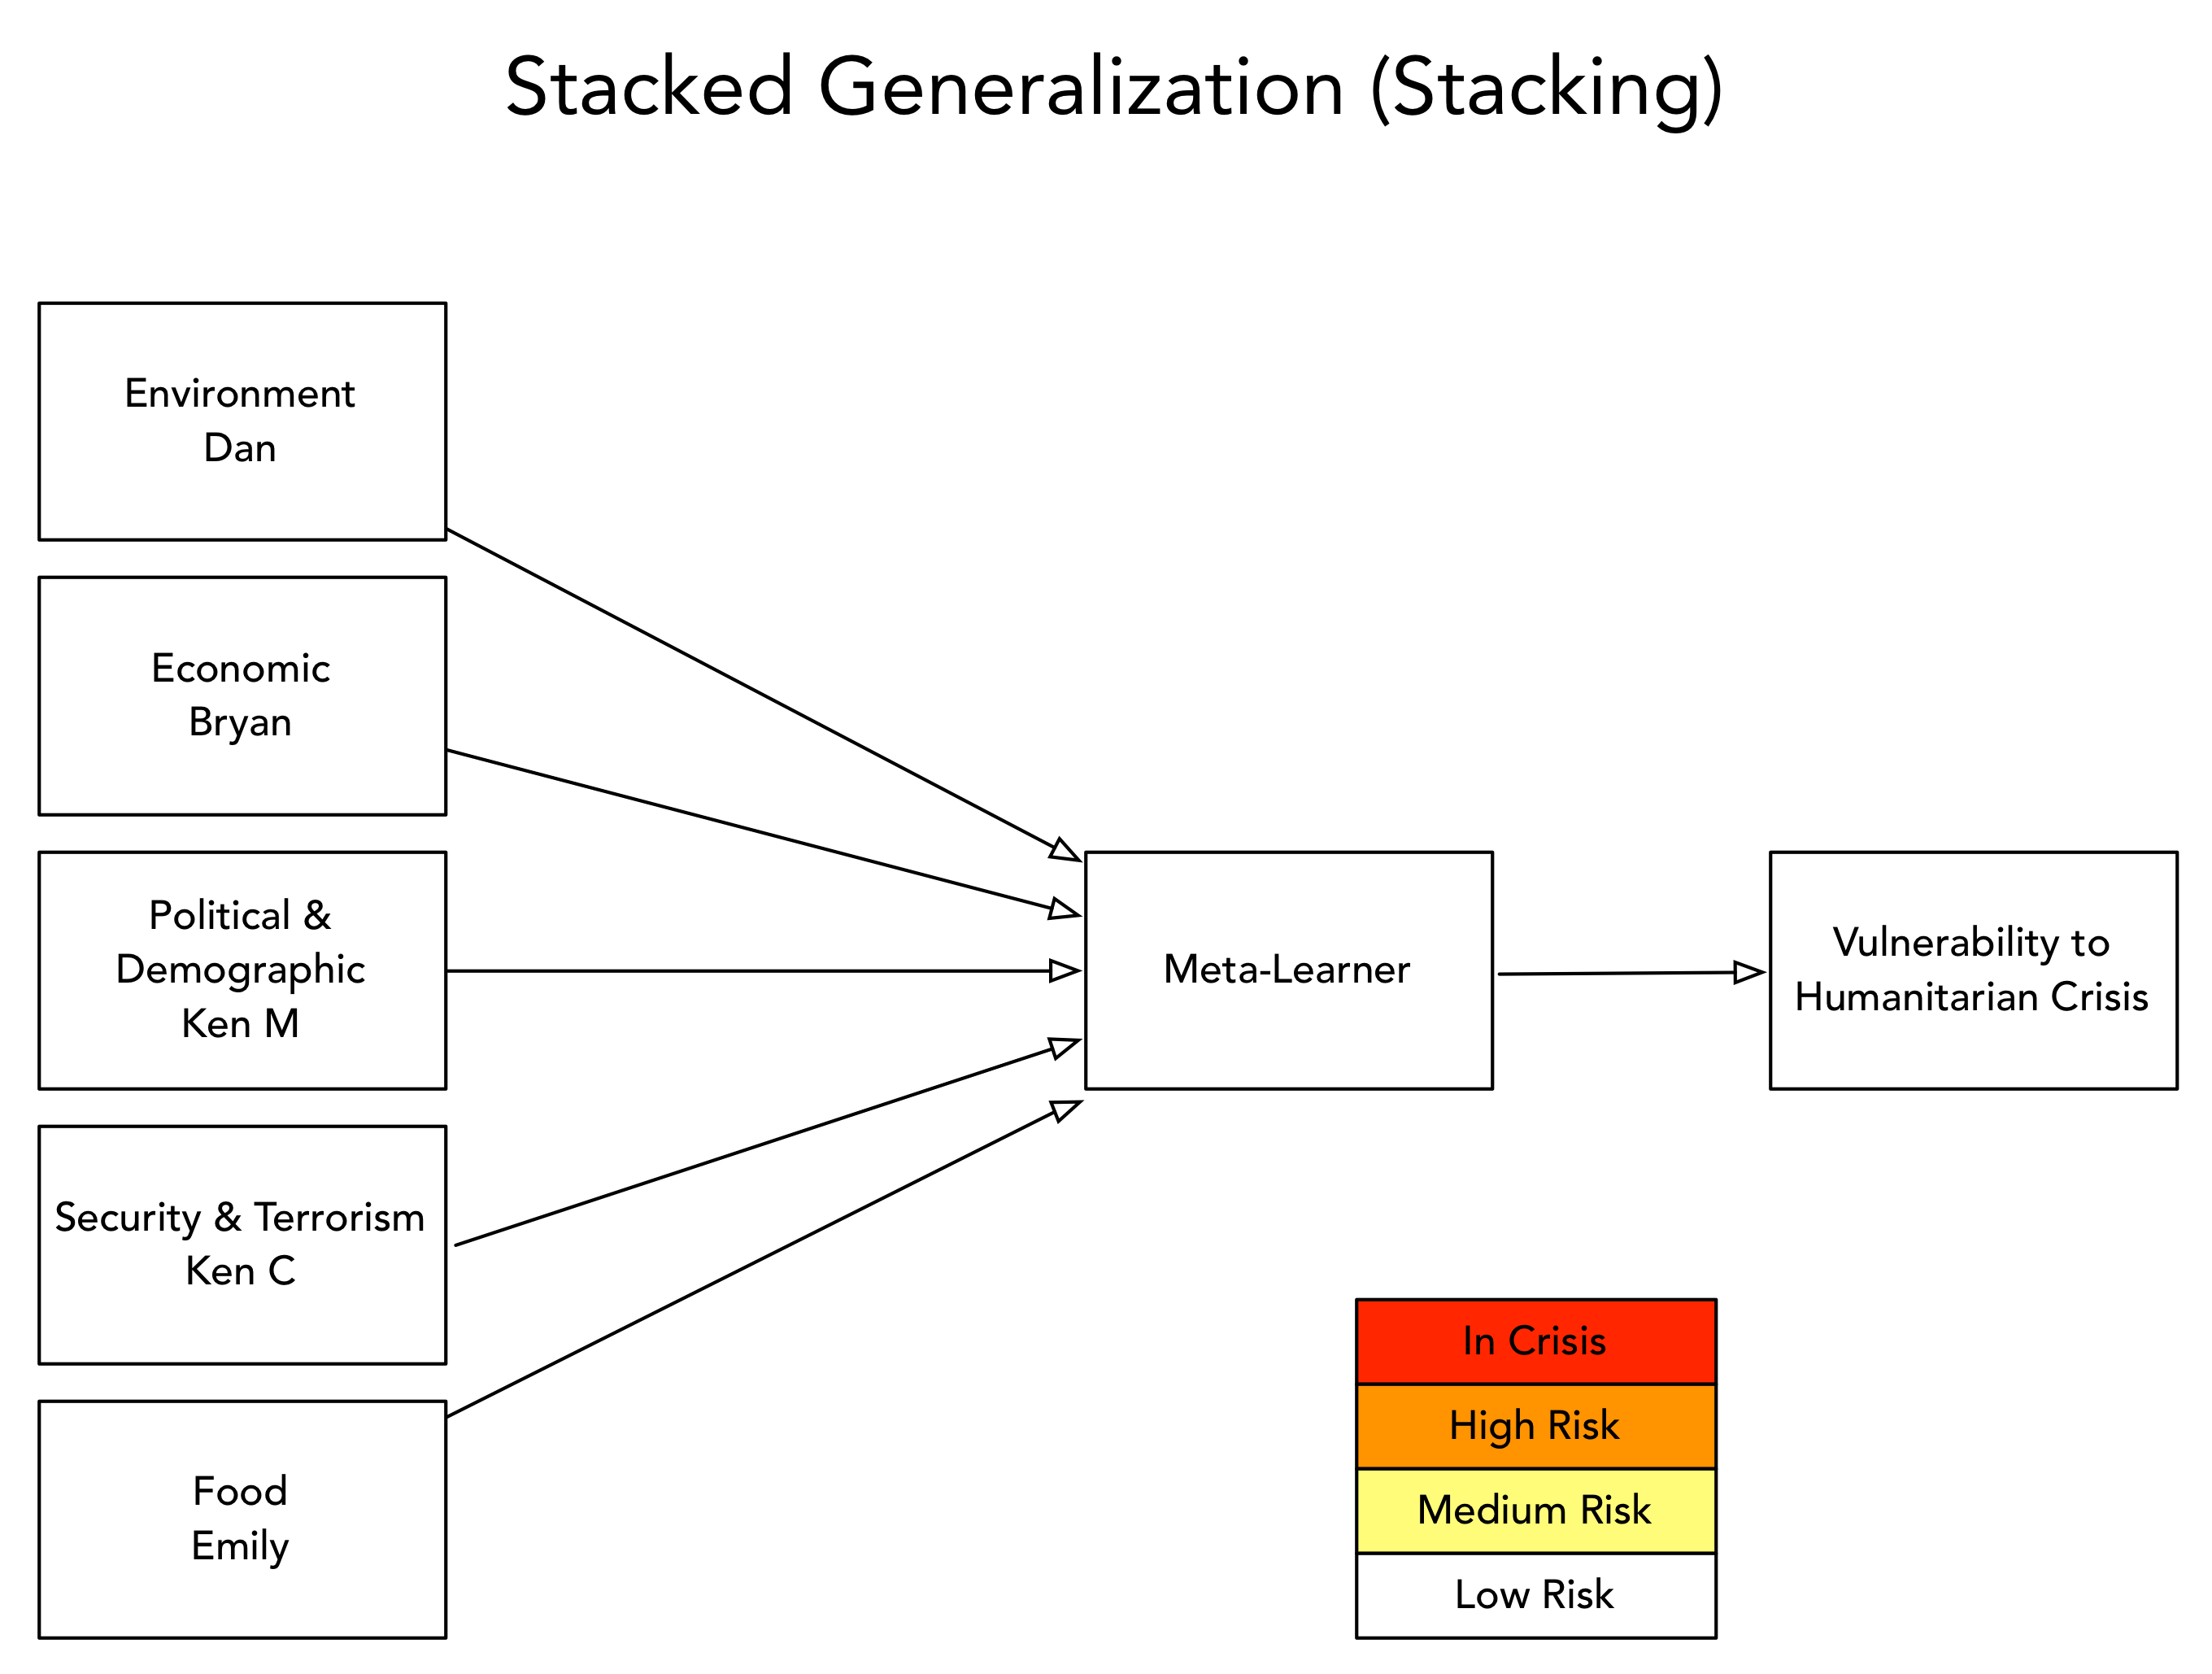 Stacked Generalization (Stacking)
Environment
Dan
Economic
Bryan
Political &
Demographic
Ken M
Security & Terrorism
Ken C
Food
Emily
Meta-Learner
Vulnerability to
Humanitarian Crisis
In Crisis
High Risk
Medium Risk
Low Risk